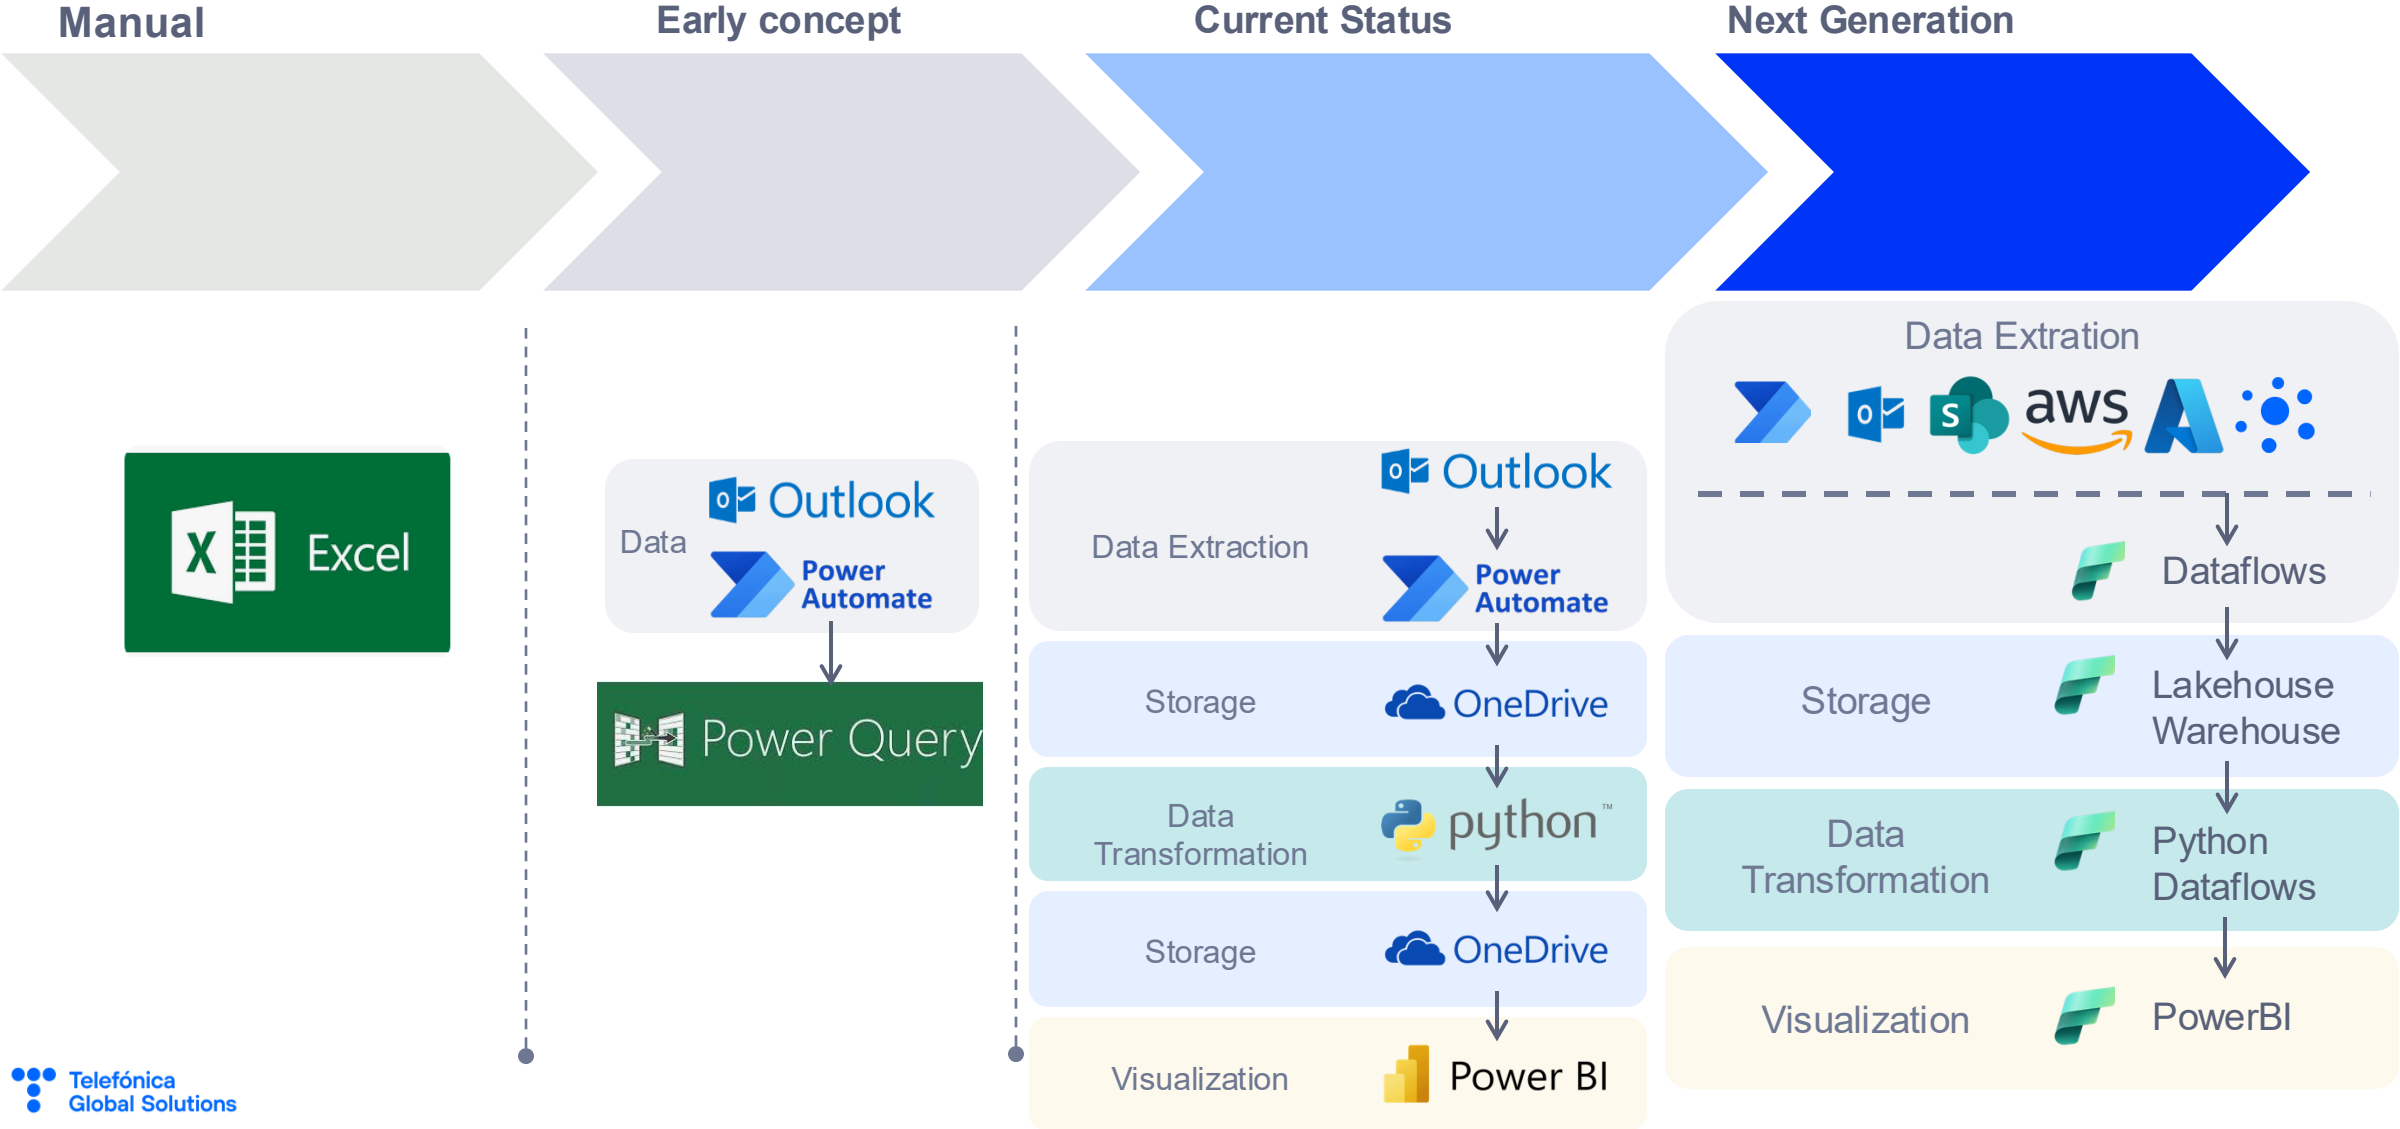 Manual
Early concept
Current Status
Next Generation
Excel
Data
Outlook
Power
Automate
Power Query
Data Extraction
Outlook
Power
Automate
Storage
OneDrive
Data
Transformation
python™
Storage
OneDrive
Visualization
Power BI
Data Extration
S
aws
Dataflows
Storage
Lakehouse
Warehouse
Data
Transformation
Python
Dataflows
Visualization
PowerBI
Telefónica
Global Solutions